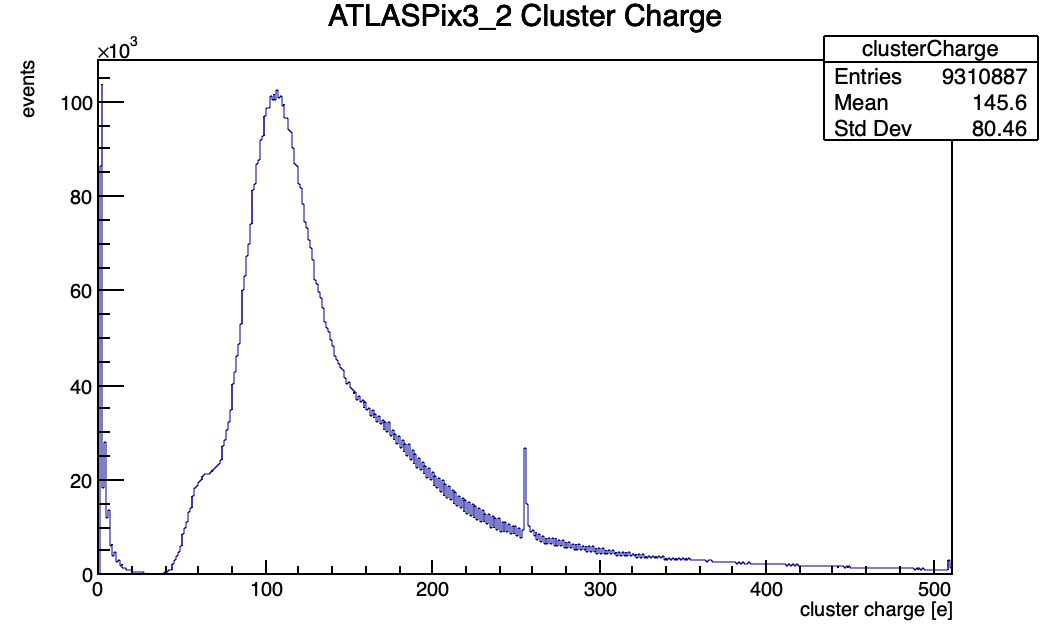 ATLASPix3_2 Cluster Charge
×10³
events
clusterCharge
Entries 9310887
Mean 145.6
Std Dev 80.46
100
80
60
40
20
0
0 100 200 300 400 500
cluster charge [e]